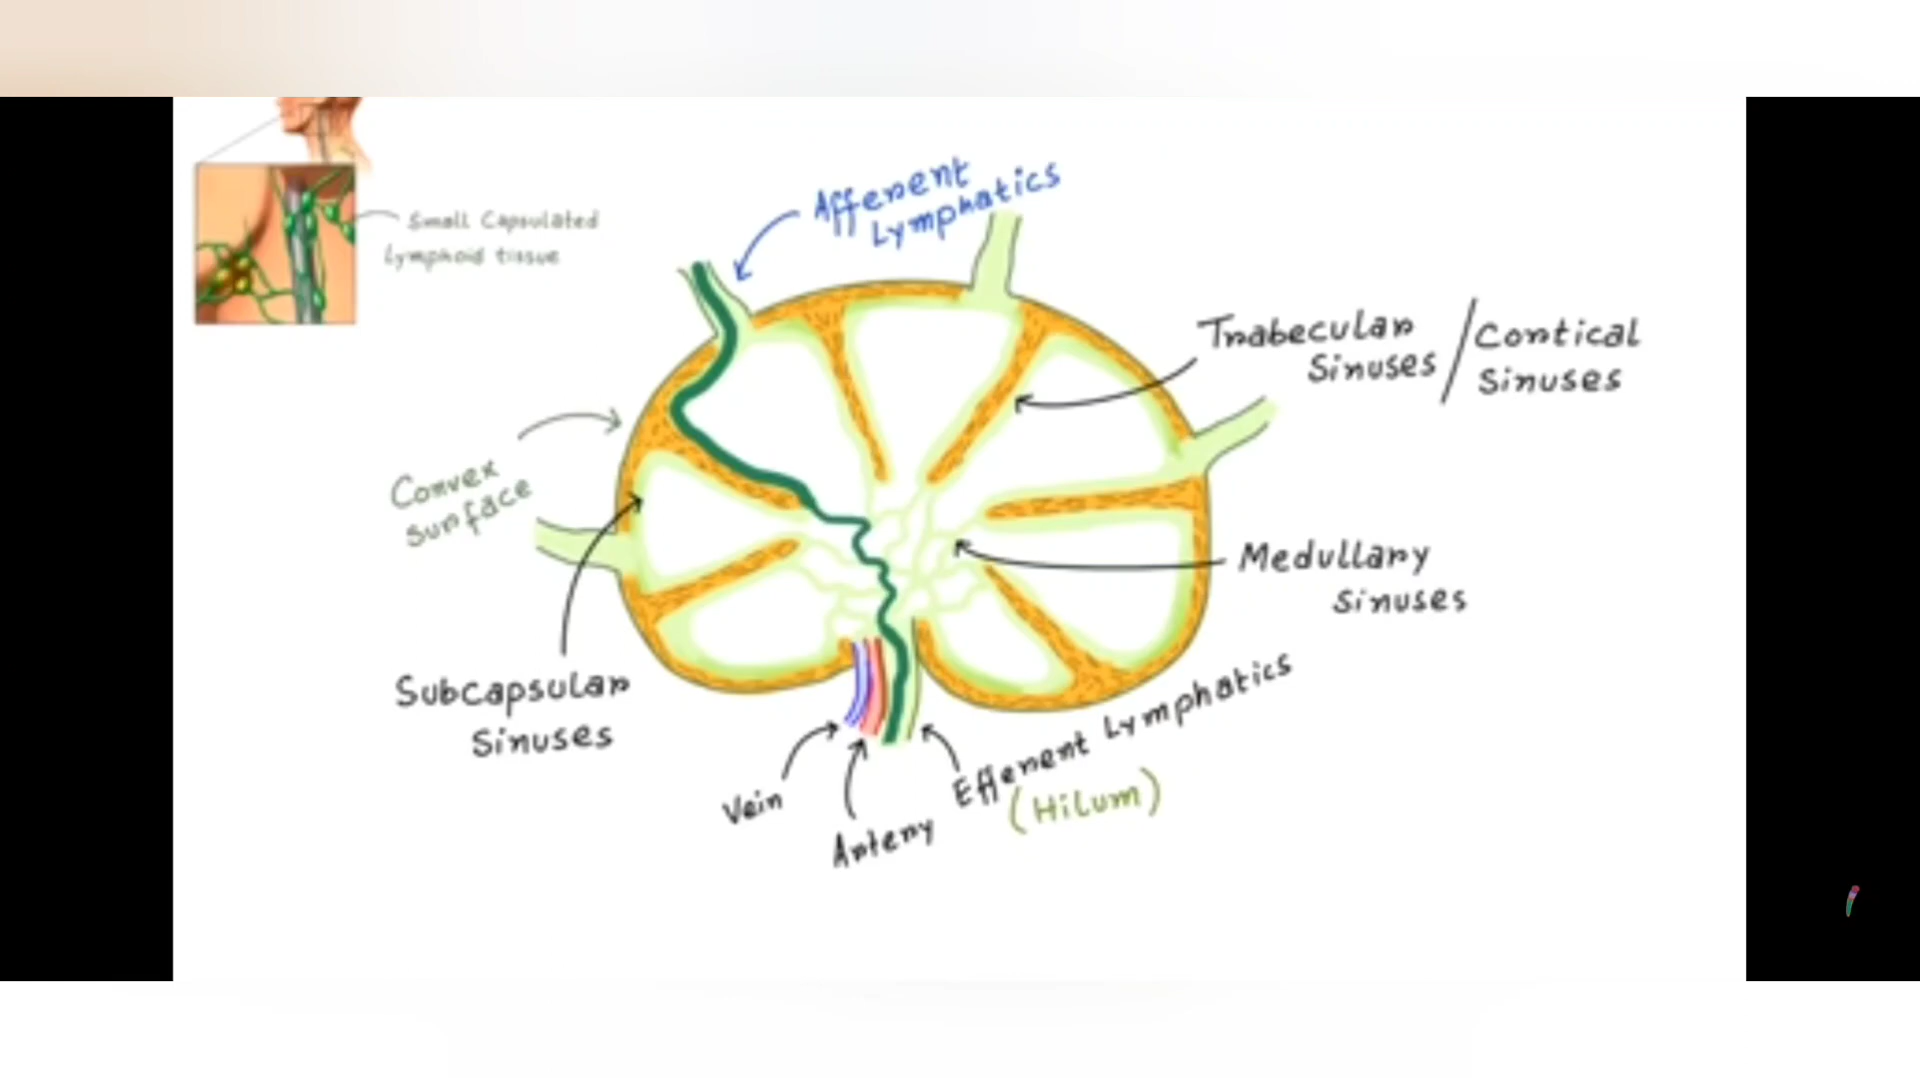 Afferent
Lymphatics
Small Capsulated
Lymphoid tissue
Trabecular
Sinuses / Cortical
Sinuses
Convex
surface
Medullary
Sinuses
Subcapsular
Sinuses
Vein
Artery
Efferent Lymphatics
(Hilum)